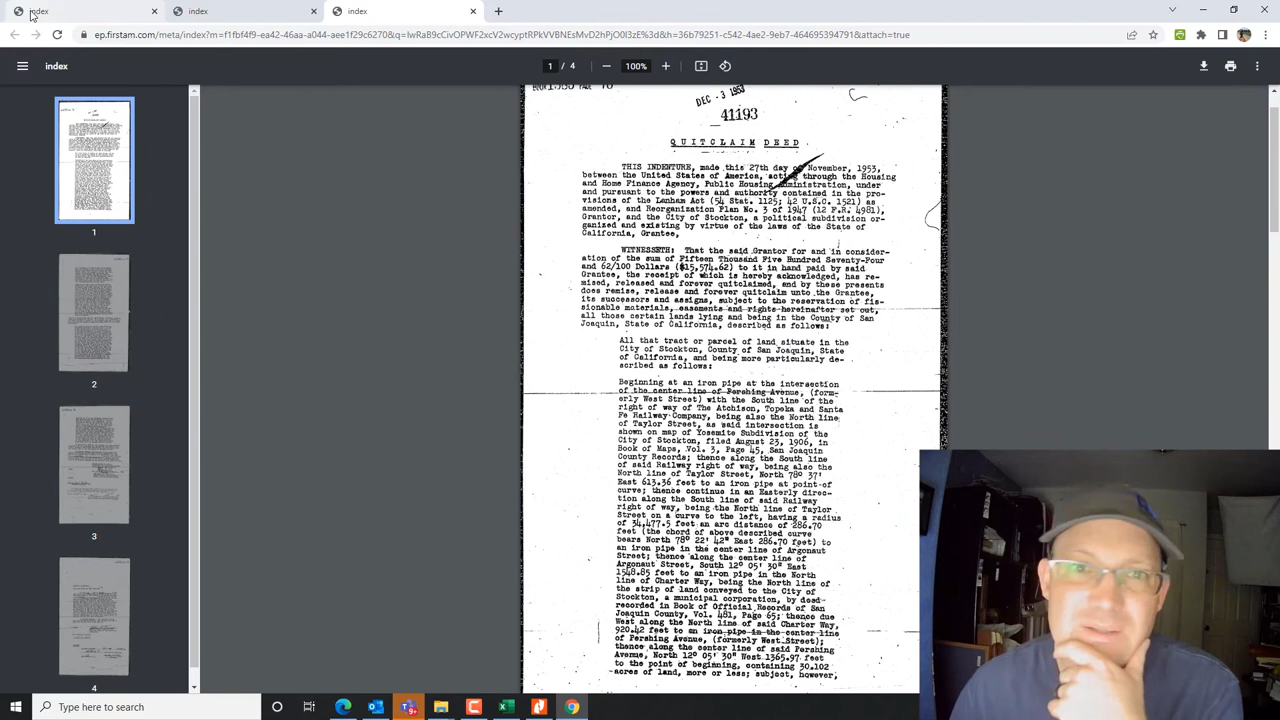 index
index
index
ep.firstam.com/meta/index?m=f1fbf4f9-ea42-46aa-a044-aee1f29c6270&q=lwRaB9cCivOPWF2xcV2wcyptRPkVVBNEsMvD2hPjO0l3zE%3d&h=36b79251-c542-4ae2-9eb7-464695394791&attach=true
index
1 / 4
100%
1
2
3
4
DEC - 3 1953
41193
QUITCLAIM DEED
THIS INDENTURE, made this 27th day of November, 1953,
between the United States of America, acting through the Housing
and Home Finance Agency, Public Housing Administration, under
and pursuant to the powers and authority contained in the pro-
visions of the Lanham Act (54 Stat. 1125; 42 U.S.C. 1521) as
amended, and Reorganization Plan No. 3 of 1947 (12 F.R. 4981),
Grantor, and the City of Stockton, a political subdivision or-
ganized and existing by virtue of the laws of the State of
California, Grantee,
WITNESSETH: That the said Grantor for and in consider-
ation of the sum of Fifteen Thousand Five Hundred Seventy-Four
and 62/100 Dollars ($15,574.62) to it in hand paid by said
Grantee, the receipt of which is hereby acknowledged, has re-
mised, released and forever quitclaimed, and by these presents
does remise, release and forever quitclaim unto the Grantee,
its successors and assigns, subject to the reservation of fis-
sionable materials, easements and rights hereinafter set out,
all those certain lands lying and being in the County of San
Joaquin, State of California, described as follows:
All that tract or parcel of land situate in the
City of Stockton, County of San Joaquin, State
of California, and being more particularly de-
scribed as follows:
Beginning at an iron pipe at the intersection
of the center line of Pershing Avenue, (form-
erly West Street) with the South line of the
right of way of The Atchison, Topeka and Santa
Fe Railway Company, being also the North line
of Taylor Street, as said intersection is
shown on map of Yosemite Subdivision of the
City of Stockton, filed August 23, 1906, in
Book of Maps, Vol. 3, Page 45, San Joaquin
County Records; thence along the South line
of said Railway right of way, being also the
North line of Taylor Street, North 78° 37'
East 613.36 feet to an iron pipe at point of
curve; thence continue in an Easterly direc-
tion along the South line of said Railway
right of way, being the North line of Taylor
Street on a curve to the left, having a radius
of 34,477.5 feet an arc distance of 286.70
feet (the chord of above described curve
bears North 78° 22' 42" East 286.70 feet) to
an iron pipe in the center line of Argonaut
Street; thence along the center line of
Argonaut Street, South 12° 05' 30" East
1548.85 feet to an iron pipe in the North
line of Charter Way, being the North line of
the strip of land conveyed to the City of
Stockton, a municipal corporation, by deed
recorded in Book of Official Records of San
Joaquin County, Vol. 481, Page 65; thence due
West along the North line of said Charter Way,
920.42 feet to an iron pipe in the center line
of Pershing Avenue, (formerly West Street);
thence along the center line of said Pershing
Avenue, North 12° 05' 30" West 1365.97 feet
to the point of beginning, containing 30.102
acres of land, more or less; subject, however,
Type here to search